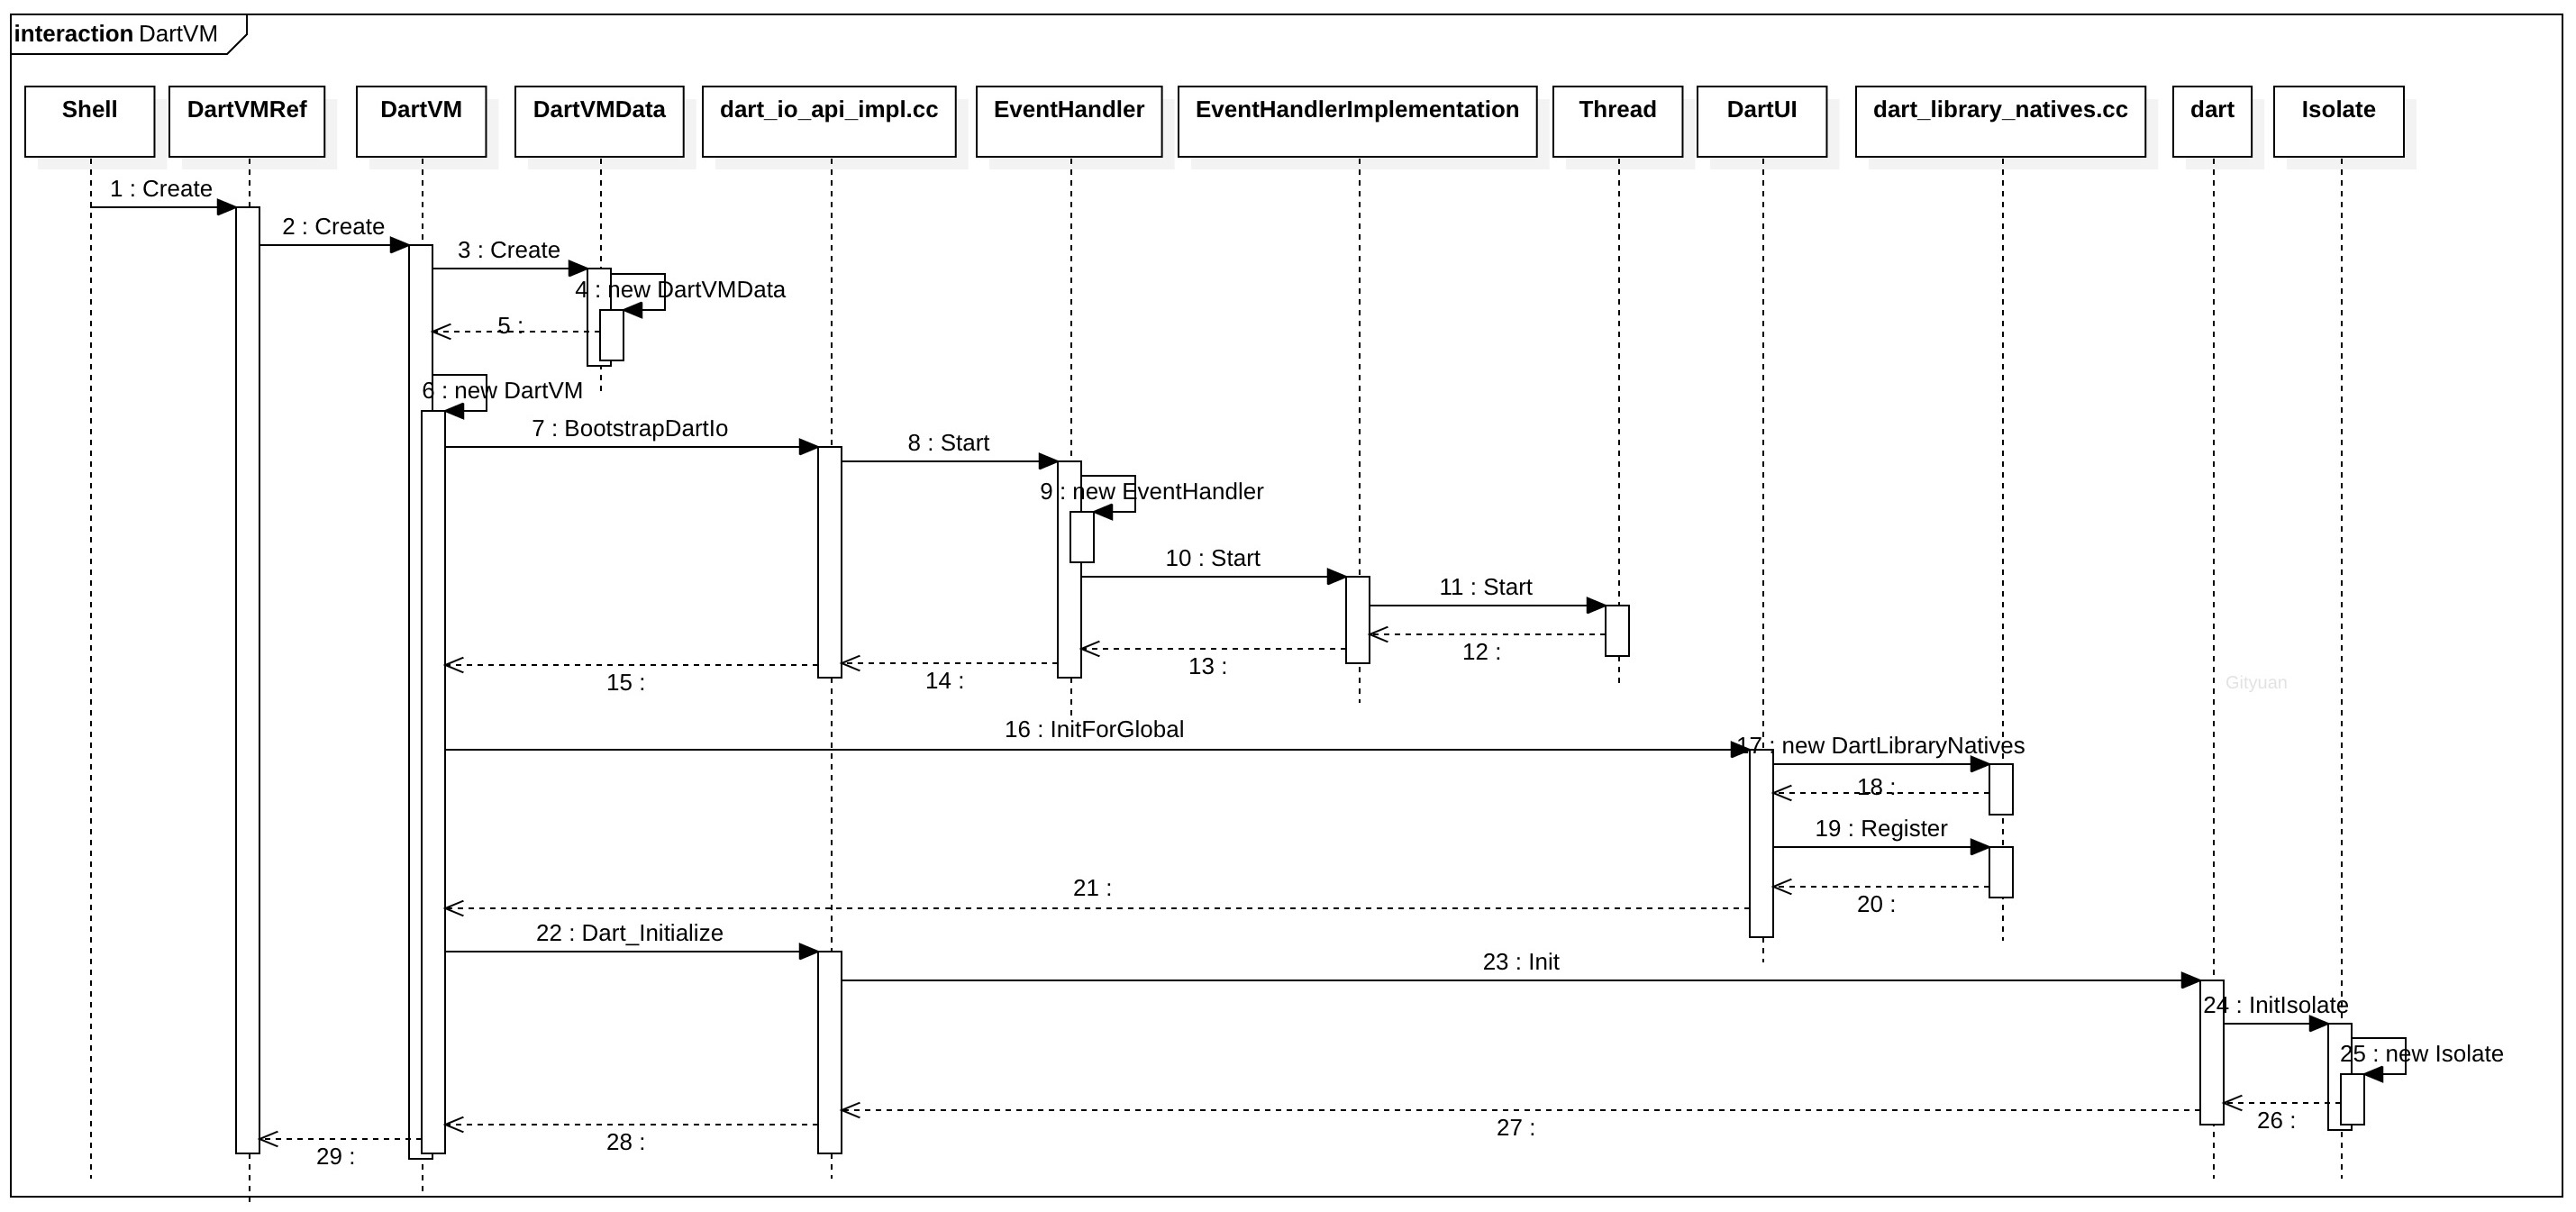 interaction DartVM
Shell
DartVMRef
DartVM
DartVMData
dart_io_api_impl.cc
EventHandler
EventHandlerImplementation
Thread
DartUI
dart_library_natives.cc
dart
Isolate
1 : Create
2 : Create
3 : Create
4 : new DartVMData
5 :
6 : new DartVM
7 : BootstrapDartIo
8 : Start
9 : new EventHandler
10 : Start
11 : Start
12 :
13 :
14 :
15 :
Gityuan
16 : InitForGlobal
17 : new DartLibraryNatives
18 :
19 : Register
20 :
21 :
22 : Dart_Initialize
23 : Init
24 : InitIsolate
25 : new Isolate
26 :
27 :
28 :
29 :